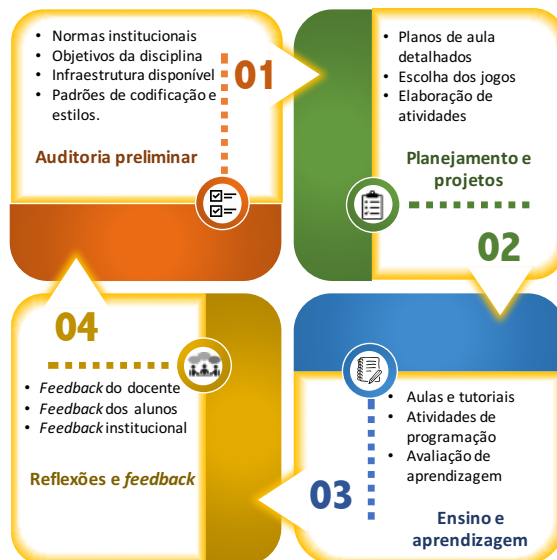 • Normas institucionais
• Objetivos da disciplina
• Infraestrutura disponível
• Padrões de codificação e
estilos.
Auditoria preliminar
01
• Planos de aula
detalhados
• Escolha dos jogos
• Elaboração de
atividades
Planejamento e
projetos
02
• Aulas e tutoriais
• Atividades de
programação
• Avaliação de
aprendizagem
03
Ensino e
aprendizagem
04
• Feedback do docente
• Feedback dos alunos
• Feedback institucional
Reflexões e feedback